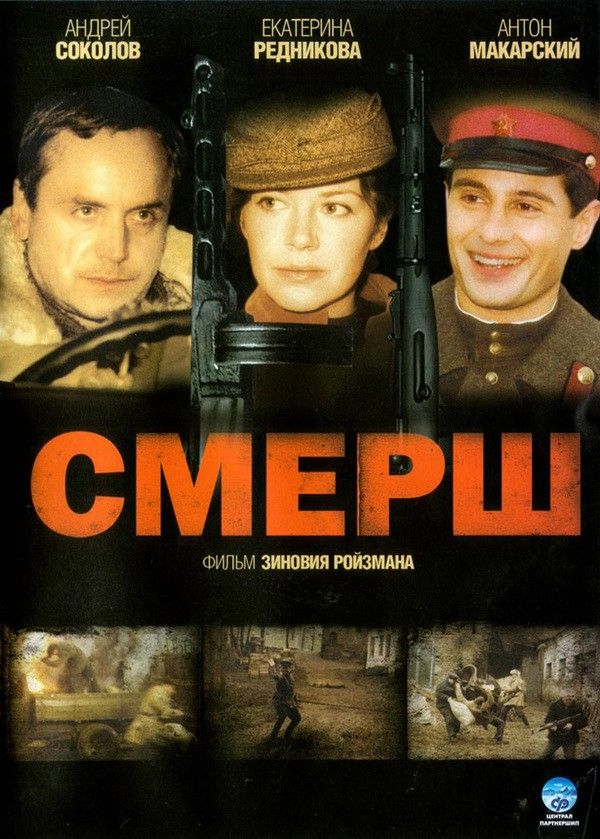 АНДРЕЙ
СОКОЛОВ
ЕКАТЕРИНА
РЕДНИКОВА
АНТОН
МАКАРСКИЙ
СМЕРШ
ФИЛЬМ ЗИНОВИЯ РОЙЗМАНА
ЦЕНТРАЛ
ПАРТНЕРШИП